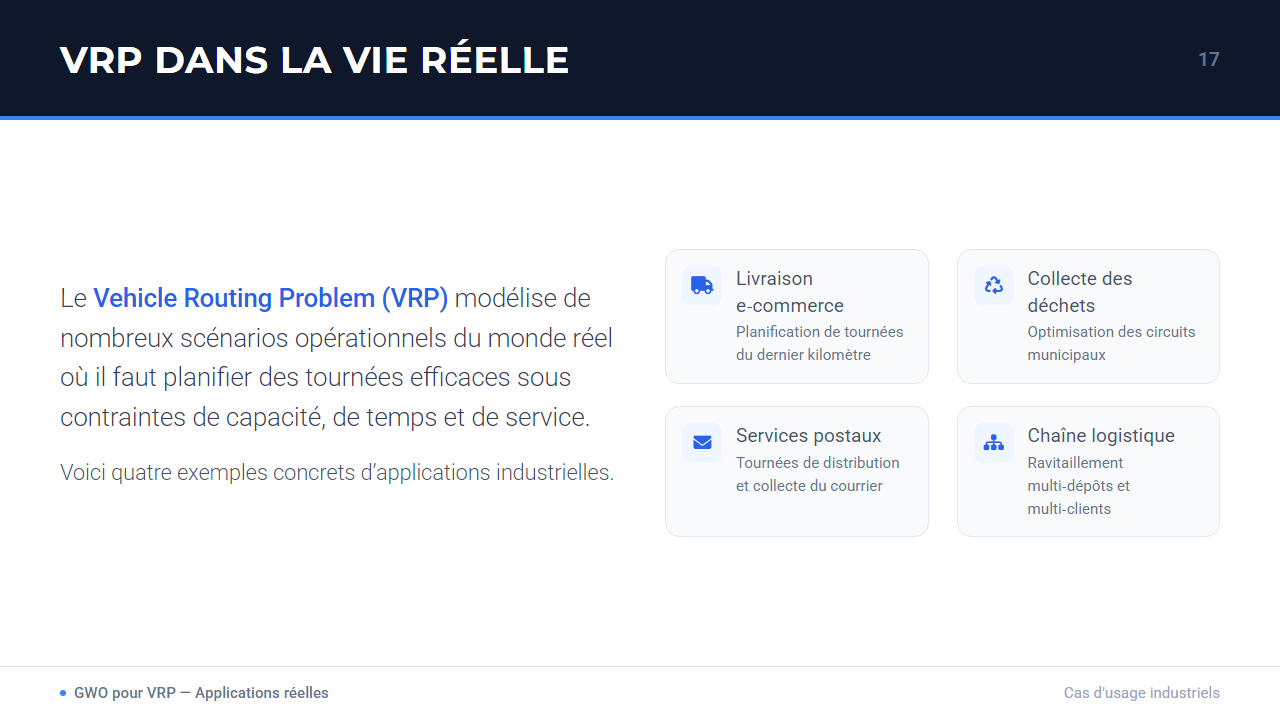 VRP DANS LA VIE RÉELLE
17
Le Vehicle Routing Problem (VRP) modélise de
nombreux scénarios opérationnels du monde réel
où il faut planifier des tournées efficaces sous
contraintes de capacité, de temps et de service.
Voici quatre exemples concrets d’applications industrielles.
Livraison
e-commerce
Planification de tournées
du dernier kilomètre
Collecte des
déchets
Optimisation des circuits
municipaux
Services postaux
Tournées de distribution
et collecte du courrier
Chaîne logistique
Ravitaillement
multi-dépôts et
multi-clients
GWO pour VRP — Applications réelles
Cas d'usage industriels